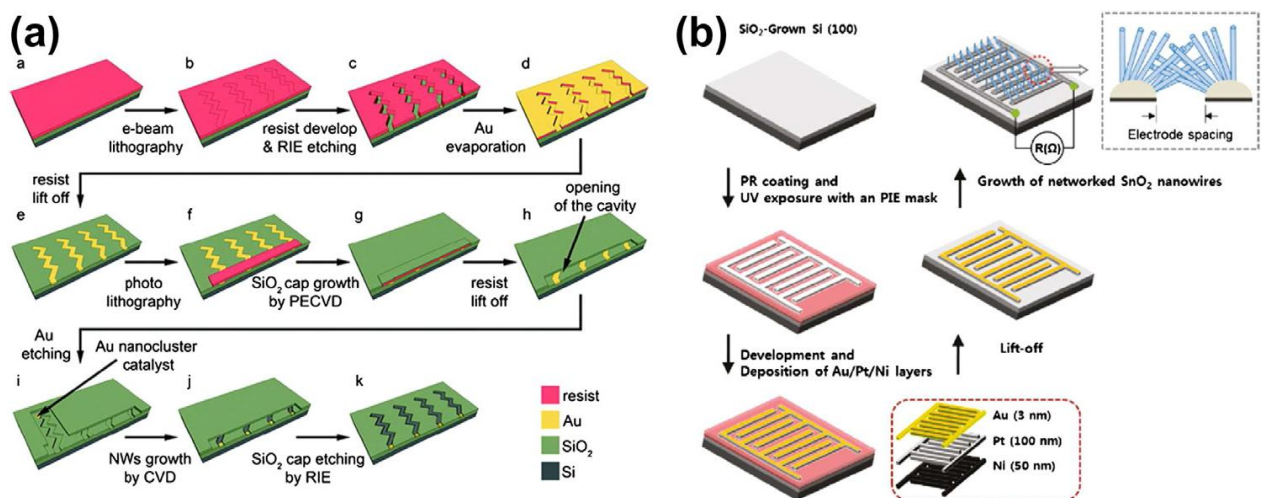 (a)
a
b
c
d
e-beam
lithography
resist develop
& RIE etching
Au
evaporation
resist
lift off
opening
of the cavity
e
f
g
h
photo
lithography
SiO2 cap growth
by PECVD
resist
lift off
Au
etching
Au nanocluster
catalyst
i
j
k
NWs growth
by CVD
SiO2 cap etching
by RIE
resist
Au
SiO2
Si
(b)
SiO2-Grown Si (100)
PR coating and
UV exposure with an PIE mask
Development and
Deposition of Au/Pt/Ni layers
Au (3 nm)
Pt (100 nm)
Ni (50 nm)
Lift-off
Growth of networked SnO2 nanowires
R(Ω)
Electrode spacing